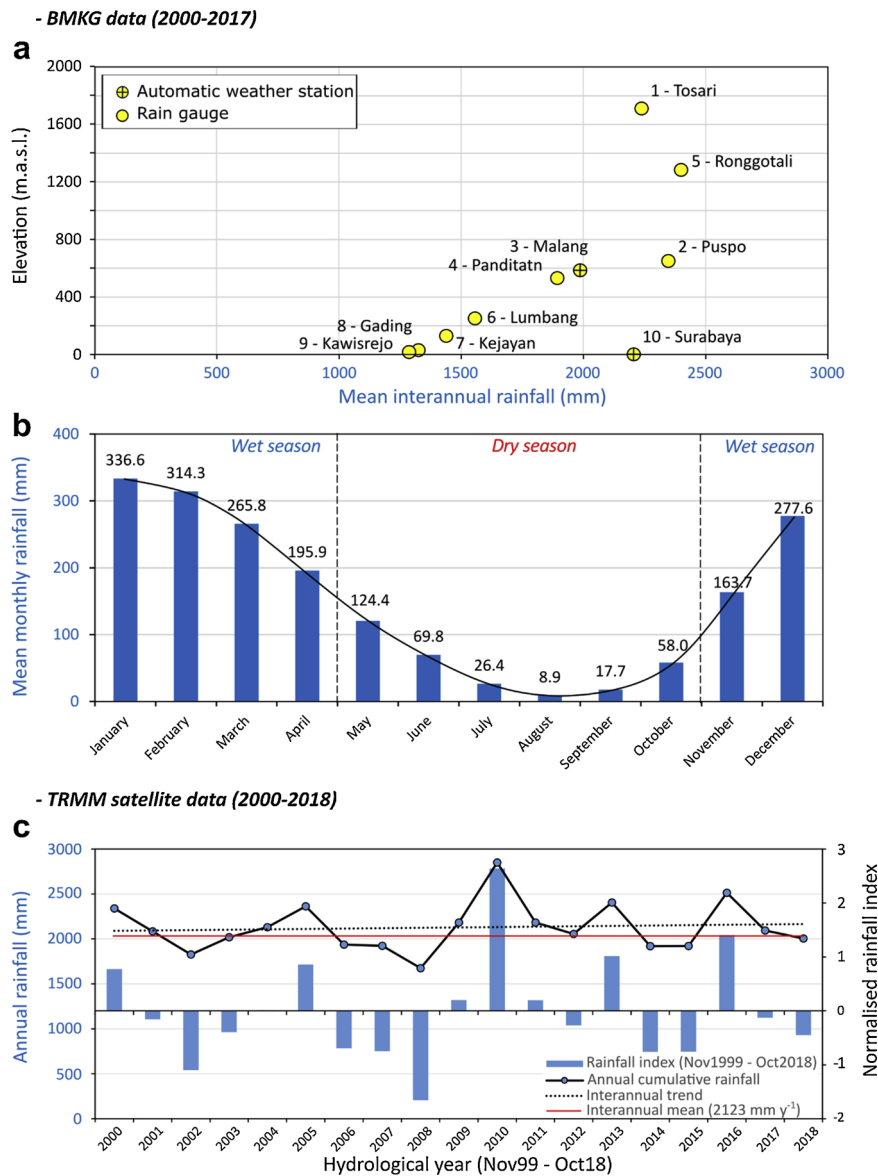 - BMKG data (2000-2017)
a
2000
1600
1200
800
400
0
Elevation (m.a.s.l.)
Automatic weather station
Rain gauge
1 - Tosari
5 - Ronggotali
3 - Malang
2 - Puspo
4 - Panditatn
6 - Lumbang
8 - Gading
10 - Surabaya
9 - Kawisrejo
7 - Kejayan
0 500 1000 1500 2000 2500 3000
Mean interannual rainfall (mm)
b
400
300
200
100
0
Mean monthly rainfall (mm)
Wet season Dry season Wet season
336.6
314.3
265.8
195.9
124.4
69.8
26.4
8.9
17.7
58.0
163.7
277.6
January February March April May June July August September October November December
- TRMM satellite data (2000-2018)
c
3000
2500
2000
1500
1000
500
0
Annual rainfall (mm)
3
2
1
0
-1
-2
Normalised rainfall index
Rainfall index (Nov1999 - Oct2018)
Annual cumulative rainfall
Interannual trend
Interannual mean (2123 mm y⁻¹)
2000 2001 2002 2003 2004 2005 2006 2007 2008 2009 2010 2011 2012 2013 2014 2015 2016 2017 2018
Hydrological year (Nov99 - Oct18)